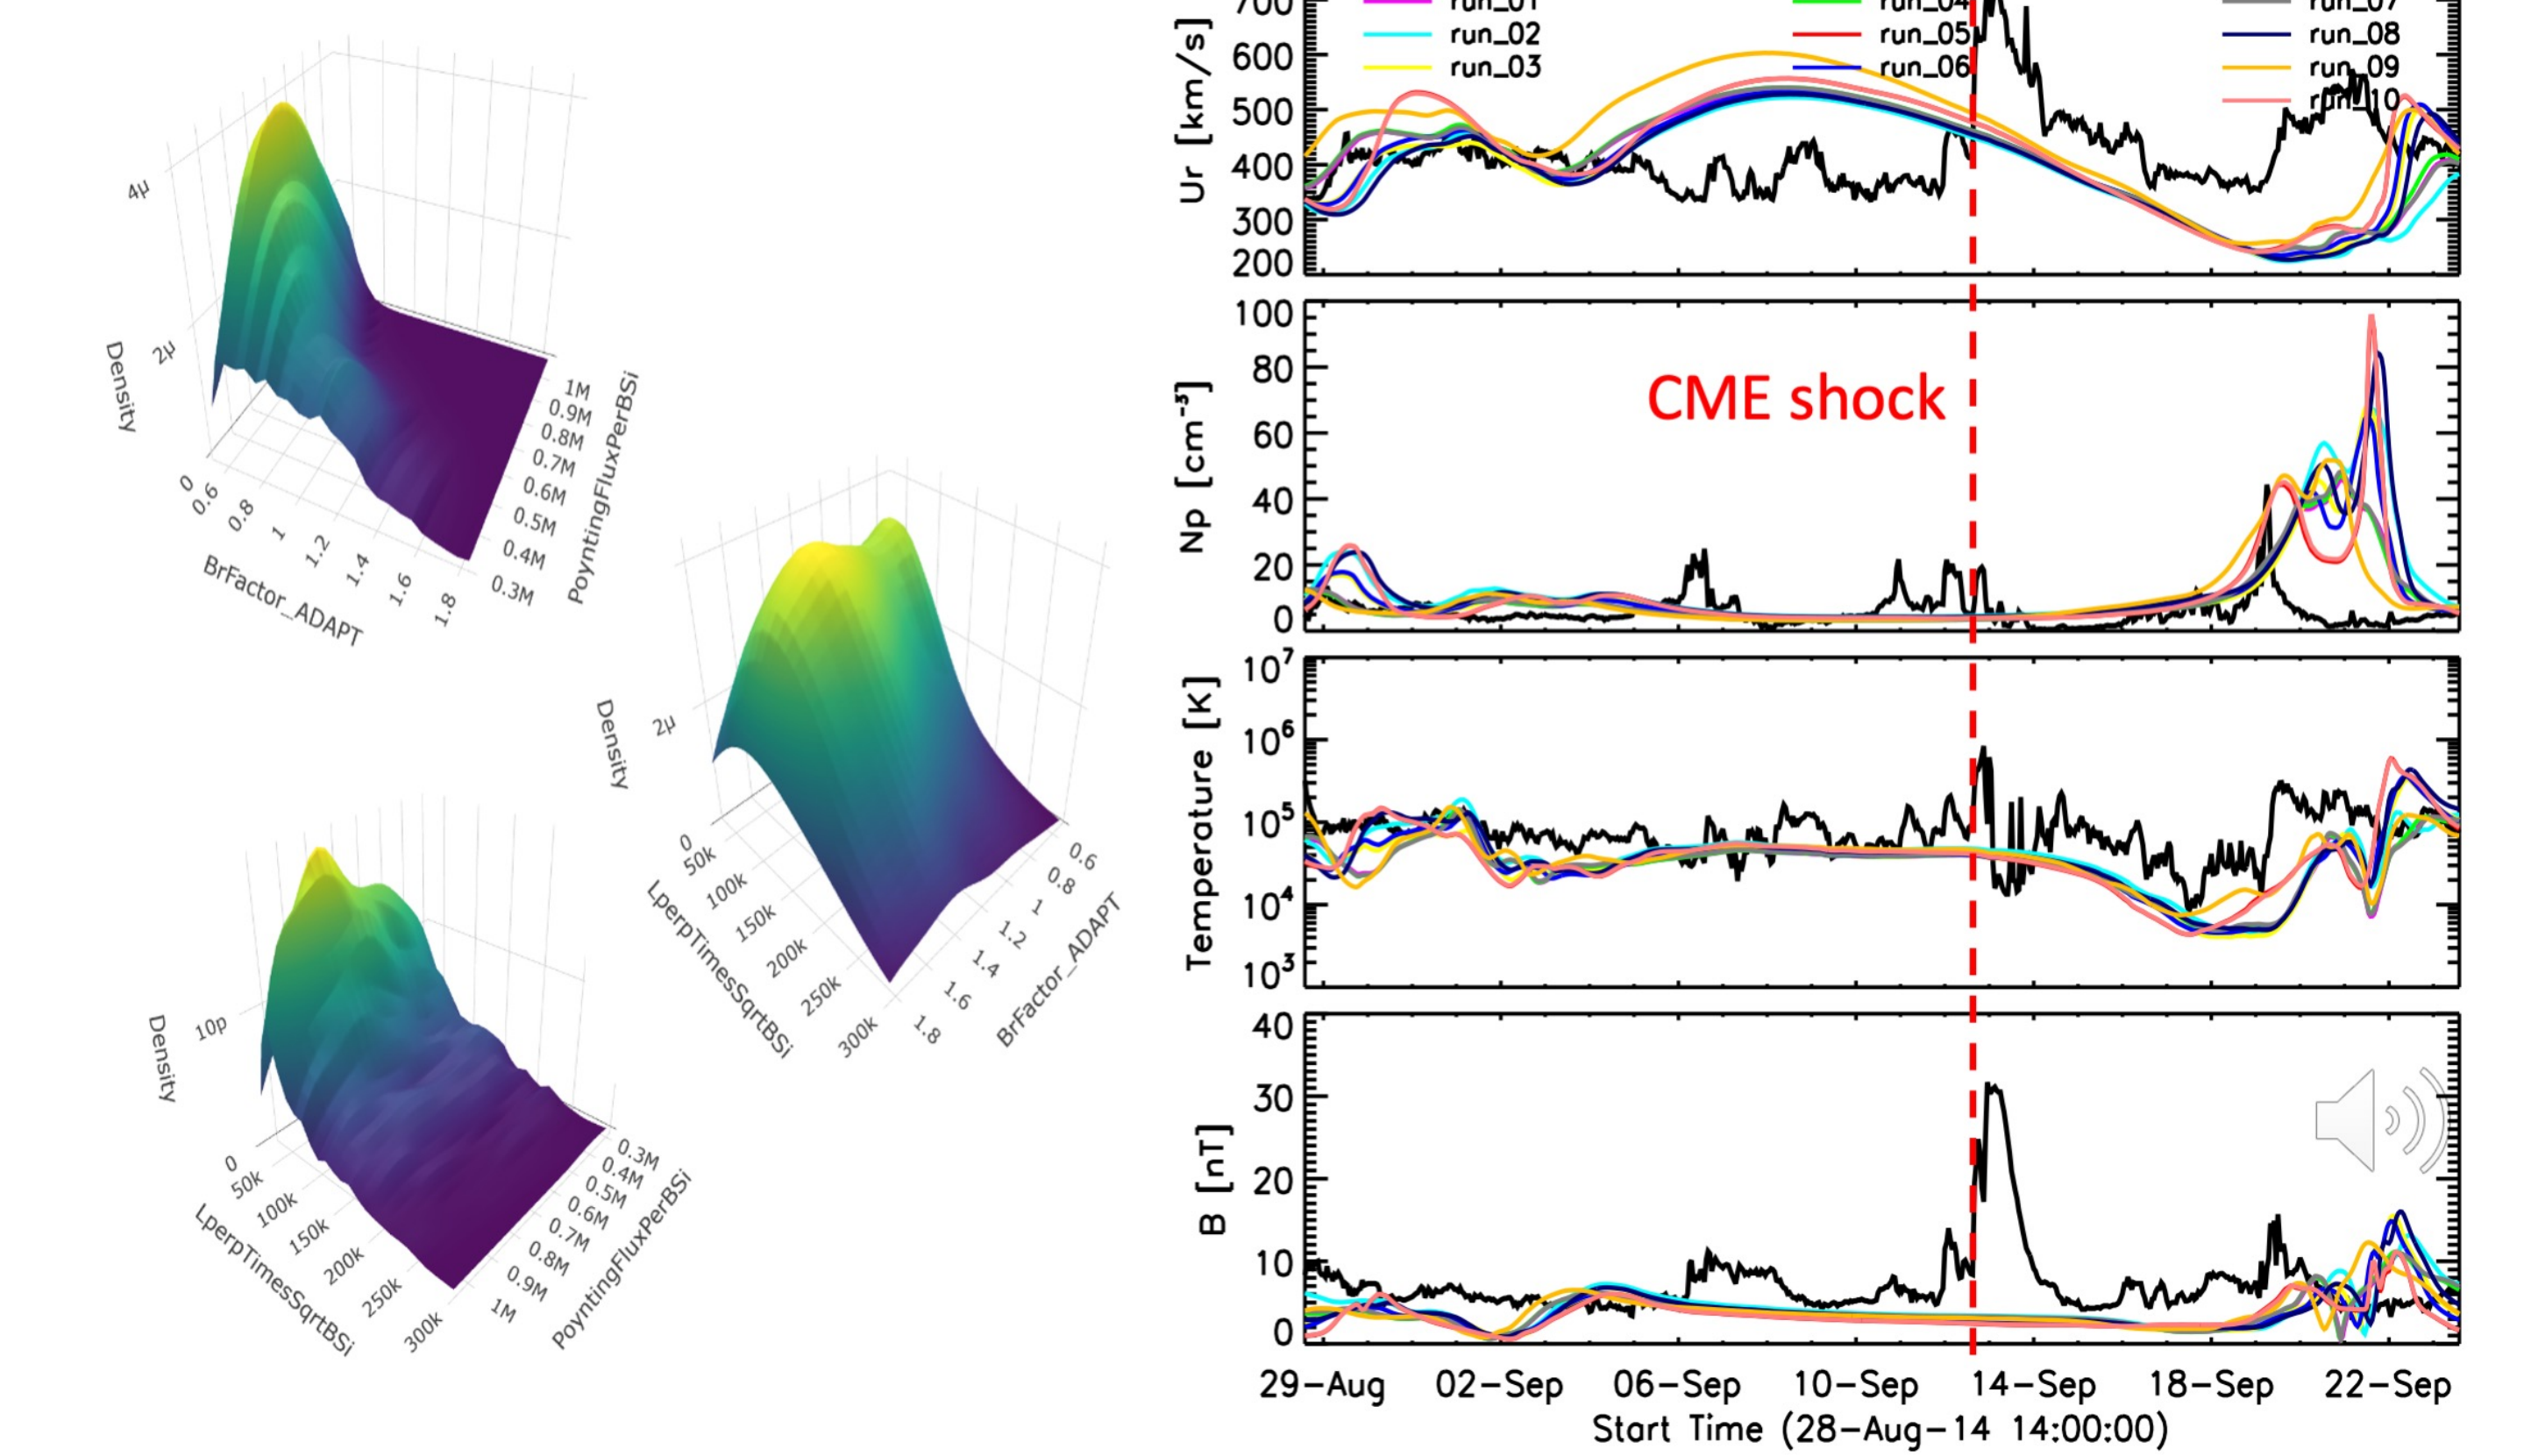 4μ
2μ
Density
0
0.6
0.8
1
1.2
1.4
1.6
1.8
BrFactor_ADAPT
1M
0.9M
0.8M
0.7M
0.6M
0.5M
0.4M
0.3M
PoyntingFluxPerBSi
2μ
Density
0
50k
100k
150k
200k
250k
300k
LperpTimesSqrtBSi
0.6
0.8
1
1.2
1.4
1.6
1.8
BrFactor_ADAPT
10p
Density
0
50k
100k
150k
200k
250k
300k
LperpTimesSqrtBSi
0.3M
0.4M
0.5M
0.6M
0.7M
0.8M
0.9M
1M
PoyntingFluxPerBSi
run_01 run_04 run_07
run_02 run_05 run_08
run_03 run_06 run_09
run_10
Ur [km/s]
700
600
500
400
300
200
Np [cm⁻³]
100
80
60
40
20
0
CME shock
Temperature [K]
10⁷
10⁶
10⁵
10⁴
10³
B [nT]
40
30
20
10
0
29-Aug 02-Sep 06-Sep 10-Sep 14-Sep 18-Sep 22-Sep
Start Time (28-Aug-14 14:00:00)